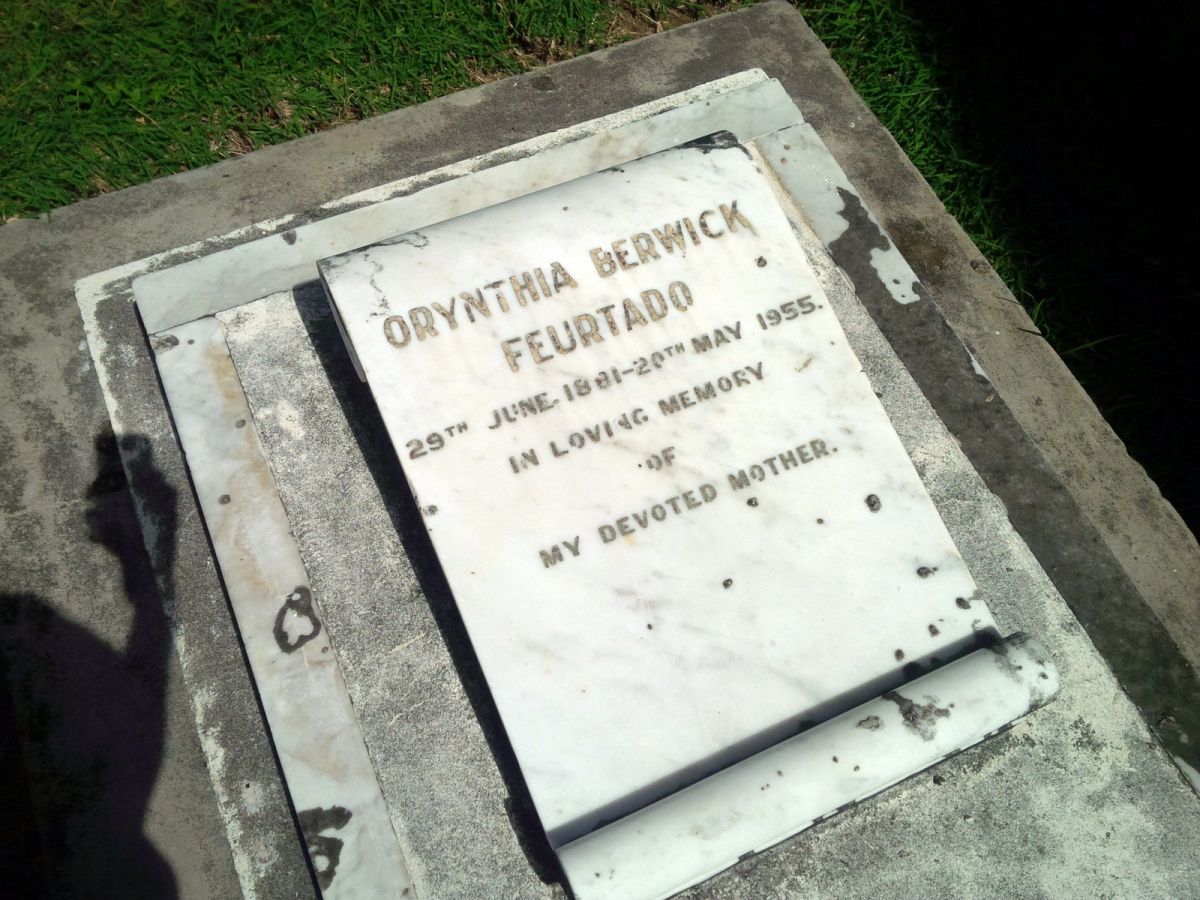 ORYNTHIA BERWICK
FEURTADO
29TH JUNE. 1881-20TH MAY 1955.
IN LOVING MEMORY
OF
MY DEVOTED MOTHER.